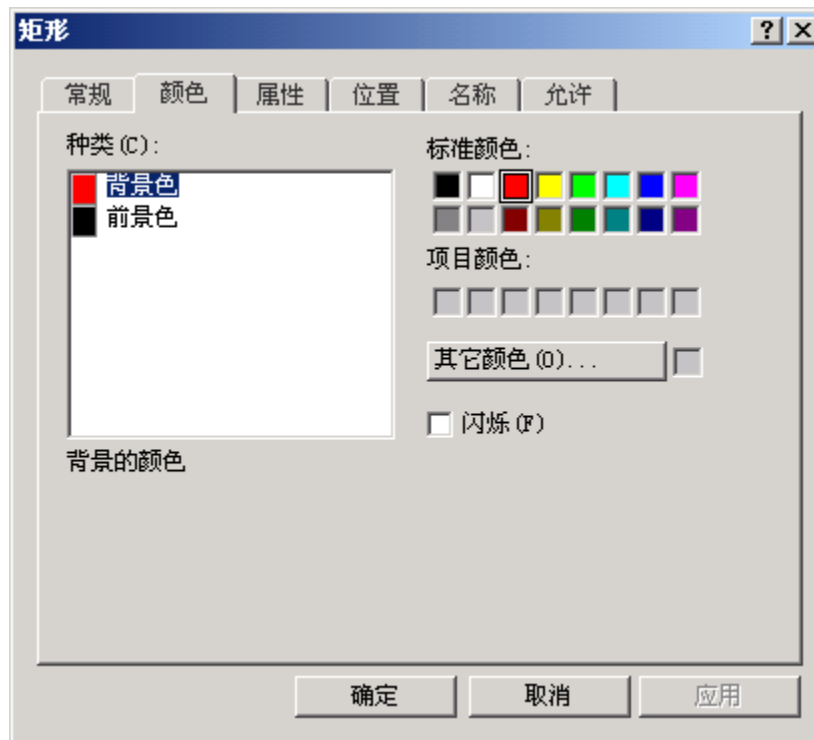 矩形
常规 颜色 属性 位置 名称 允许
种类(C):
背景色
前景色
背景的颜色
标准颜色:
项目颜色:
其它颜色(O)...
闪烁(F)
确定 取消 应用